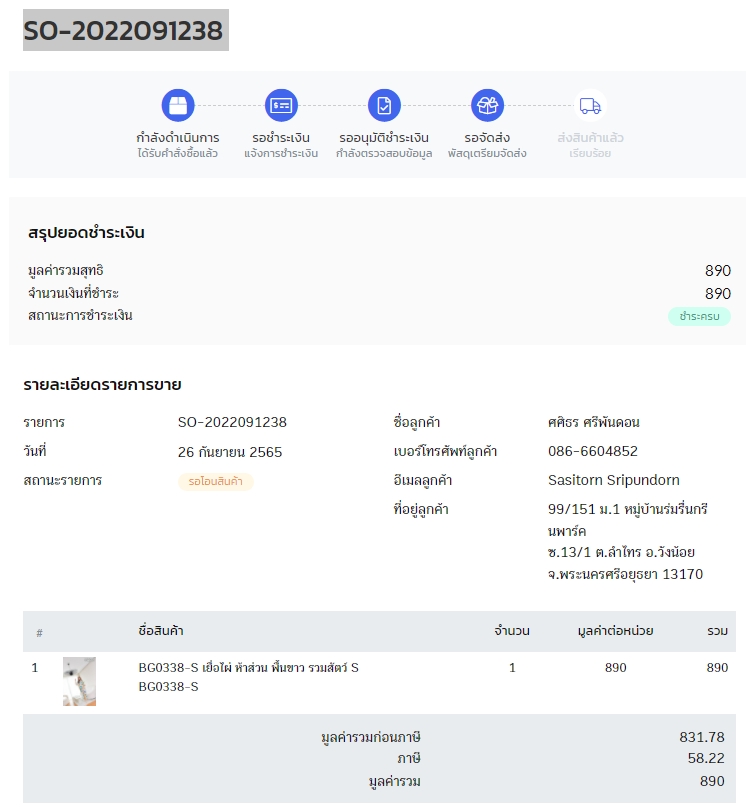 SO-2022091238
กำลังดำเนินการ
ได้รับคำสั่งซื้อแล้ว
รอชำระเงิน
แจ้งการชำระเงิน
รออนุมัติชำระเงิน
กำลังตรวจสอบข้อมูล
รอจัดส่ง
พัสดุเตรียมจัดส่ง
ส่งสินค้าแล้ว
เรียบร้อย
สรุปยอดชำระเงิน
มูลค่ารวมสุทธิ 890
จำนวนเงินที่ชำระ 890
สถานะการชำระเงิน ชำระครบ
รายละเอียดรายการขาย
รายการ SO-2022091238
วันที่ 26 กันยายน 2565
สถานะรายการ รอโอนสินค้า
ชื่อลูกค้า ศศิธร ศรีพันดอน
เบอร์โทรศัพท์ลูกค้า 086-6604852
อีเมลลูกค้า Sasitorn Sripundorn
ที่อยู่ลูกค้า 99/151 ม.1 หมู่บ้านร่มรื่นกรี
นพาร์ค
ซ.13/1 ต.ลำไทร อ.วังน้อย
จ.พระนครศรีอยุธยา 13170
# ชื่อสินค้า จำนวน มูลค่าต่อหน่วย รวม
1 BG0338-S เยื่อไผ่ ห้าส่วน พื้นขาว รวมสัตว์ S 1 890 890
BG0338-S
มูลค่ารวมก่อนภาษี 831.78
ภาษี 58.22
มูลค่ารวม 890